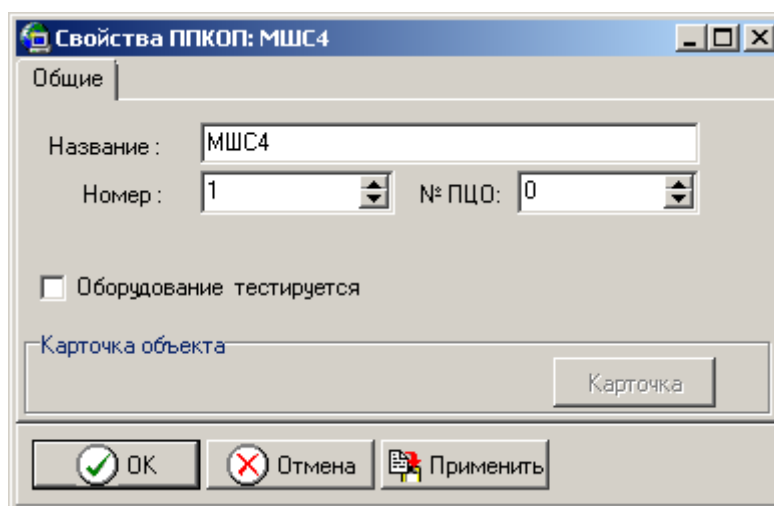 Свойства ППКОП: МШС4
Общие
Название : МШС4
Номер : 1 № ПЦО: 0
Оборудование тестируется
Карточка объекта
Карточка
OK Отмена Применить